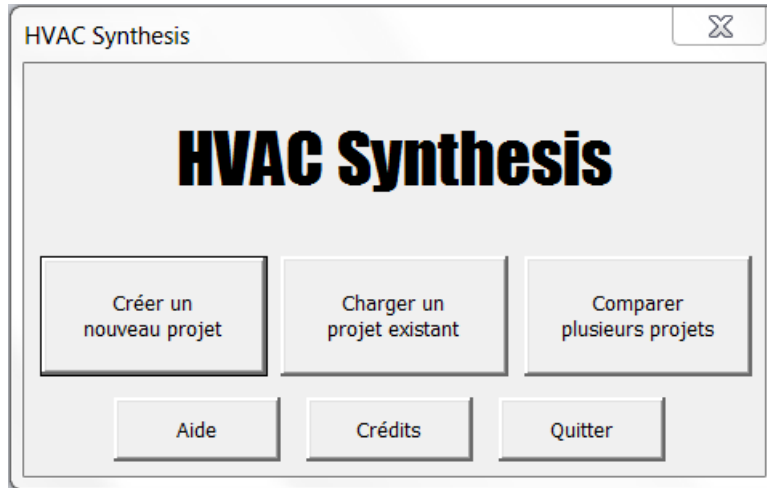 HVAC Synthesis
HVAC Synthesis
Créer un
nouveau projet
Charger un
projet existant
Comparer
plusieurs projets
Aide
Crédits
Quitter